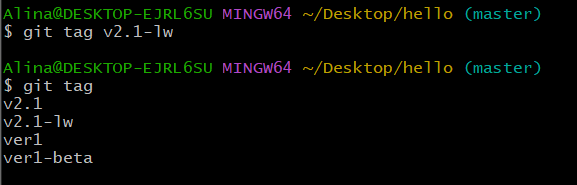 Alina@DESKTOP-EJRL6SU MINGW64 ~/Desktop/hello (master)
$ git tag v2.1-lw
Alina@DESKTOP-EJRL6SU MINGW64 ~/Desktop/hello (master)
$ git tag
v2.1
v2.1-lw
ver1
ver1-beta